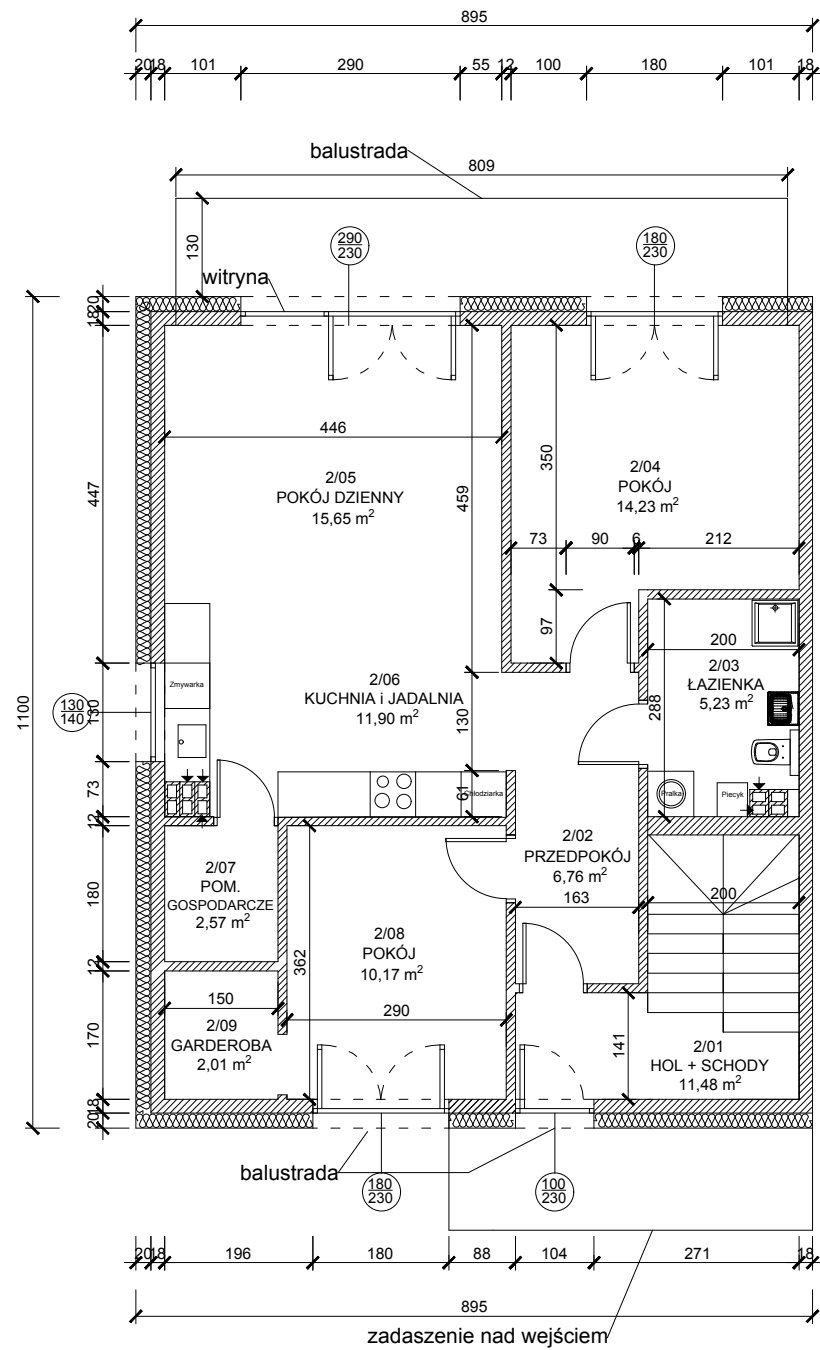 895
20 18 101 290 55 12 100 180 101 18
balustrada
809
130
290
230
180
230
witryna
20
18
446
447
459
350
2/05
POKÓJ DZIENNY
15,65 m²
2/04
POKÓJ
14,23 m²
73 90 6 212
97
200
2/03
ŁAZIENKA
5,23 m²
288
2/06
KUCHNIA i JADALNIA
11,90 m²
Zmywarka
130
140
130
1100
130
73
61
Chłodziarka
Pralka
Piecyk
12
2/07
POM.
GOSPODARCZE
2,57 m²
2/02
PRZEDPOKÓJ
6,76 m²
163
200
180
362
2/08
POKÓJ
10,17 m²
12
150
290
2/09
GARDEROBA
2,01 m²
170
141
2/01
HOL + SCHODY
11,48 m²
18
20
balustrada
180
230
100
230
20 18 196 180 88 104 271 18
895
zadaszenie nad wejściem